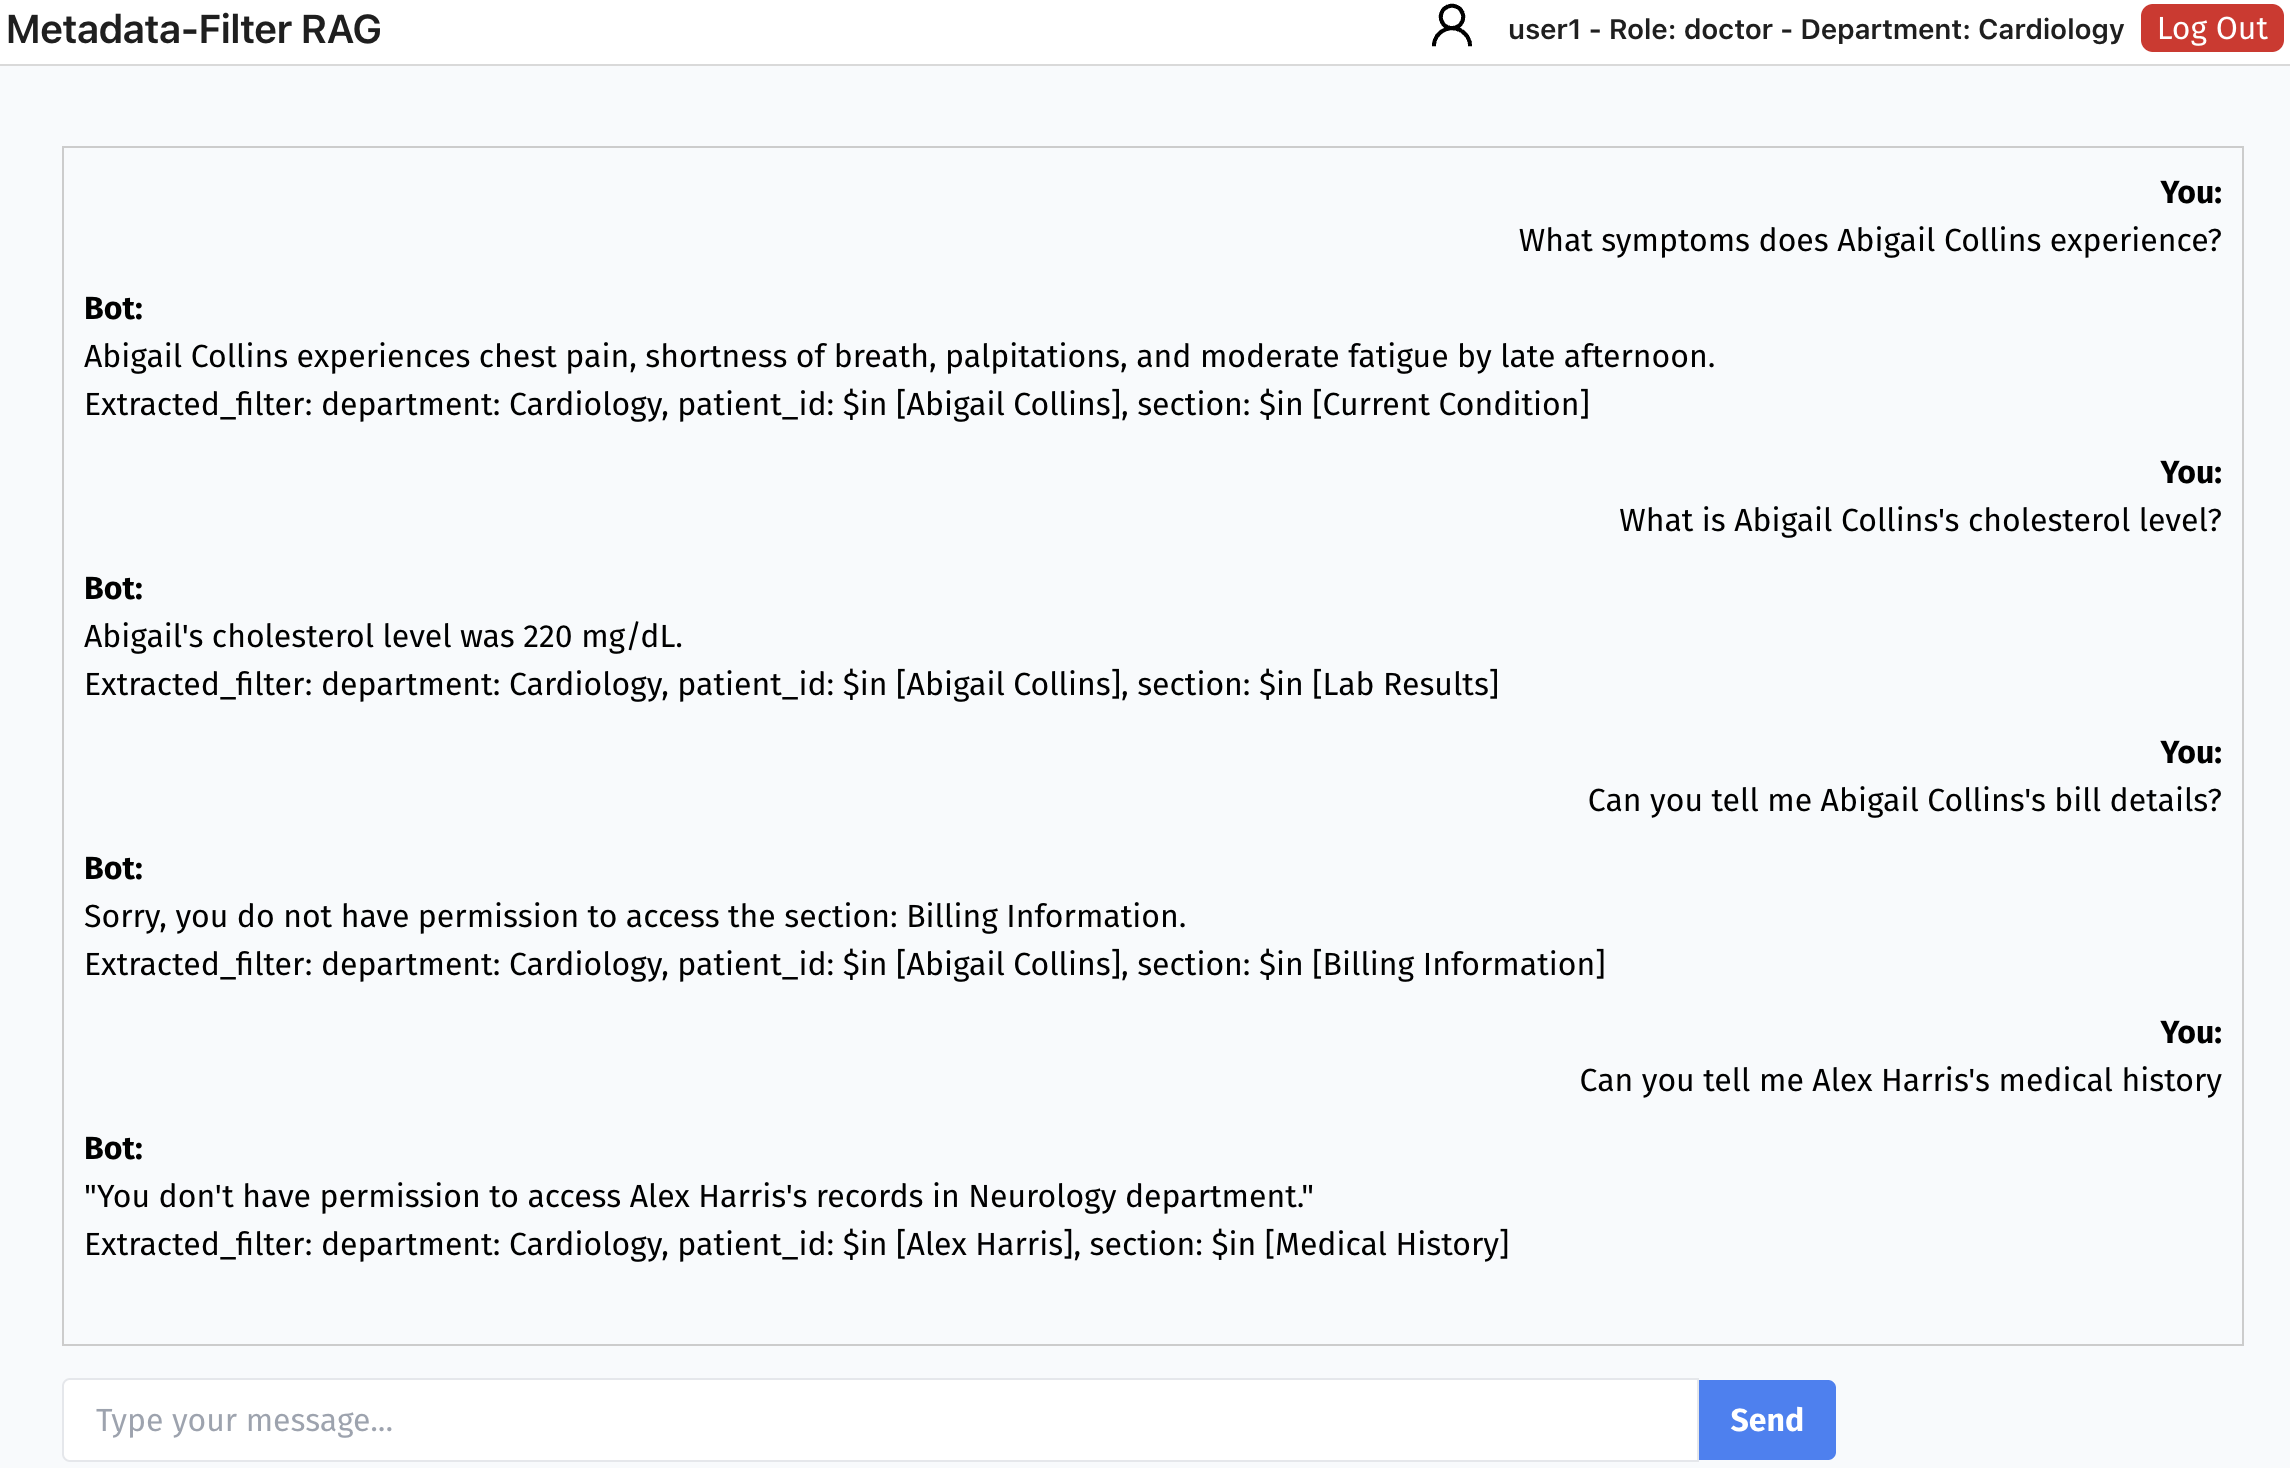 Metadata-Filter RAG
user1 - Role: doctor - Department: Cardiology
Log Out
You:
What symptoms does Abigail Collins experience?
Bot:
Abigail Collins experiences chest pain, shortness of breath, palpitations, and moderate fatigue by late afternoon.
Extracted_filter: department: Cardiology, patient_id: $in [Abigail Collins], section: $in [Current Condition]
You:
What is Abigail Collins's cholesterol level?
Bot:
Abigail's cholesterol level was 220 mg/dL.
Extracted_filter: department: Cardiology, patient_id: $in [Abigail Collins], section: $in [Lab Results]
You:
Can you tell me Abigail Collins's bill details?
Bot:
Sorry, you do not have permission to access the section: Billing Information.
Extracted_filter: department: Cardiology, patient_id: $in [Abigail Collins], section: $in [Billing Information]
You:
Can you tell me Alex Harris's medical history
Bot:
"You don't have permission to access Alex Harris's records in Neurology department."
Extracted_filter: department: Cardiology, patient_id: $in [Alex Harris], section: $in [Medical History]
Type your message...
Send